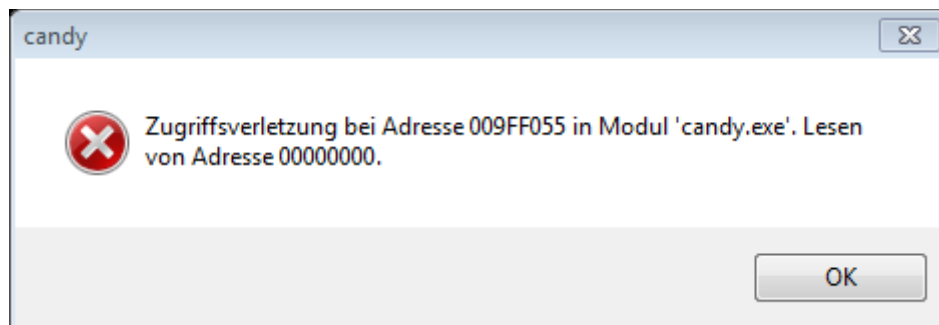 candy
Zugriffsverletzung bei Adresse 009FF055 in Modul 'candy.exe'. Lesen
von Adresse 00000000.
OK